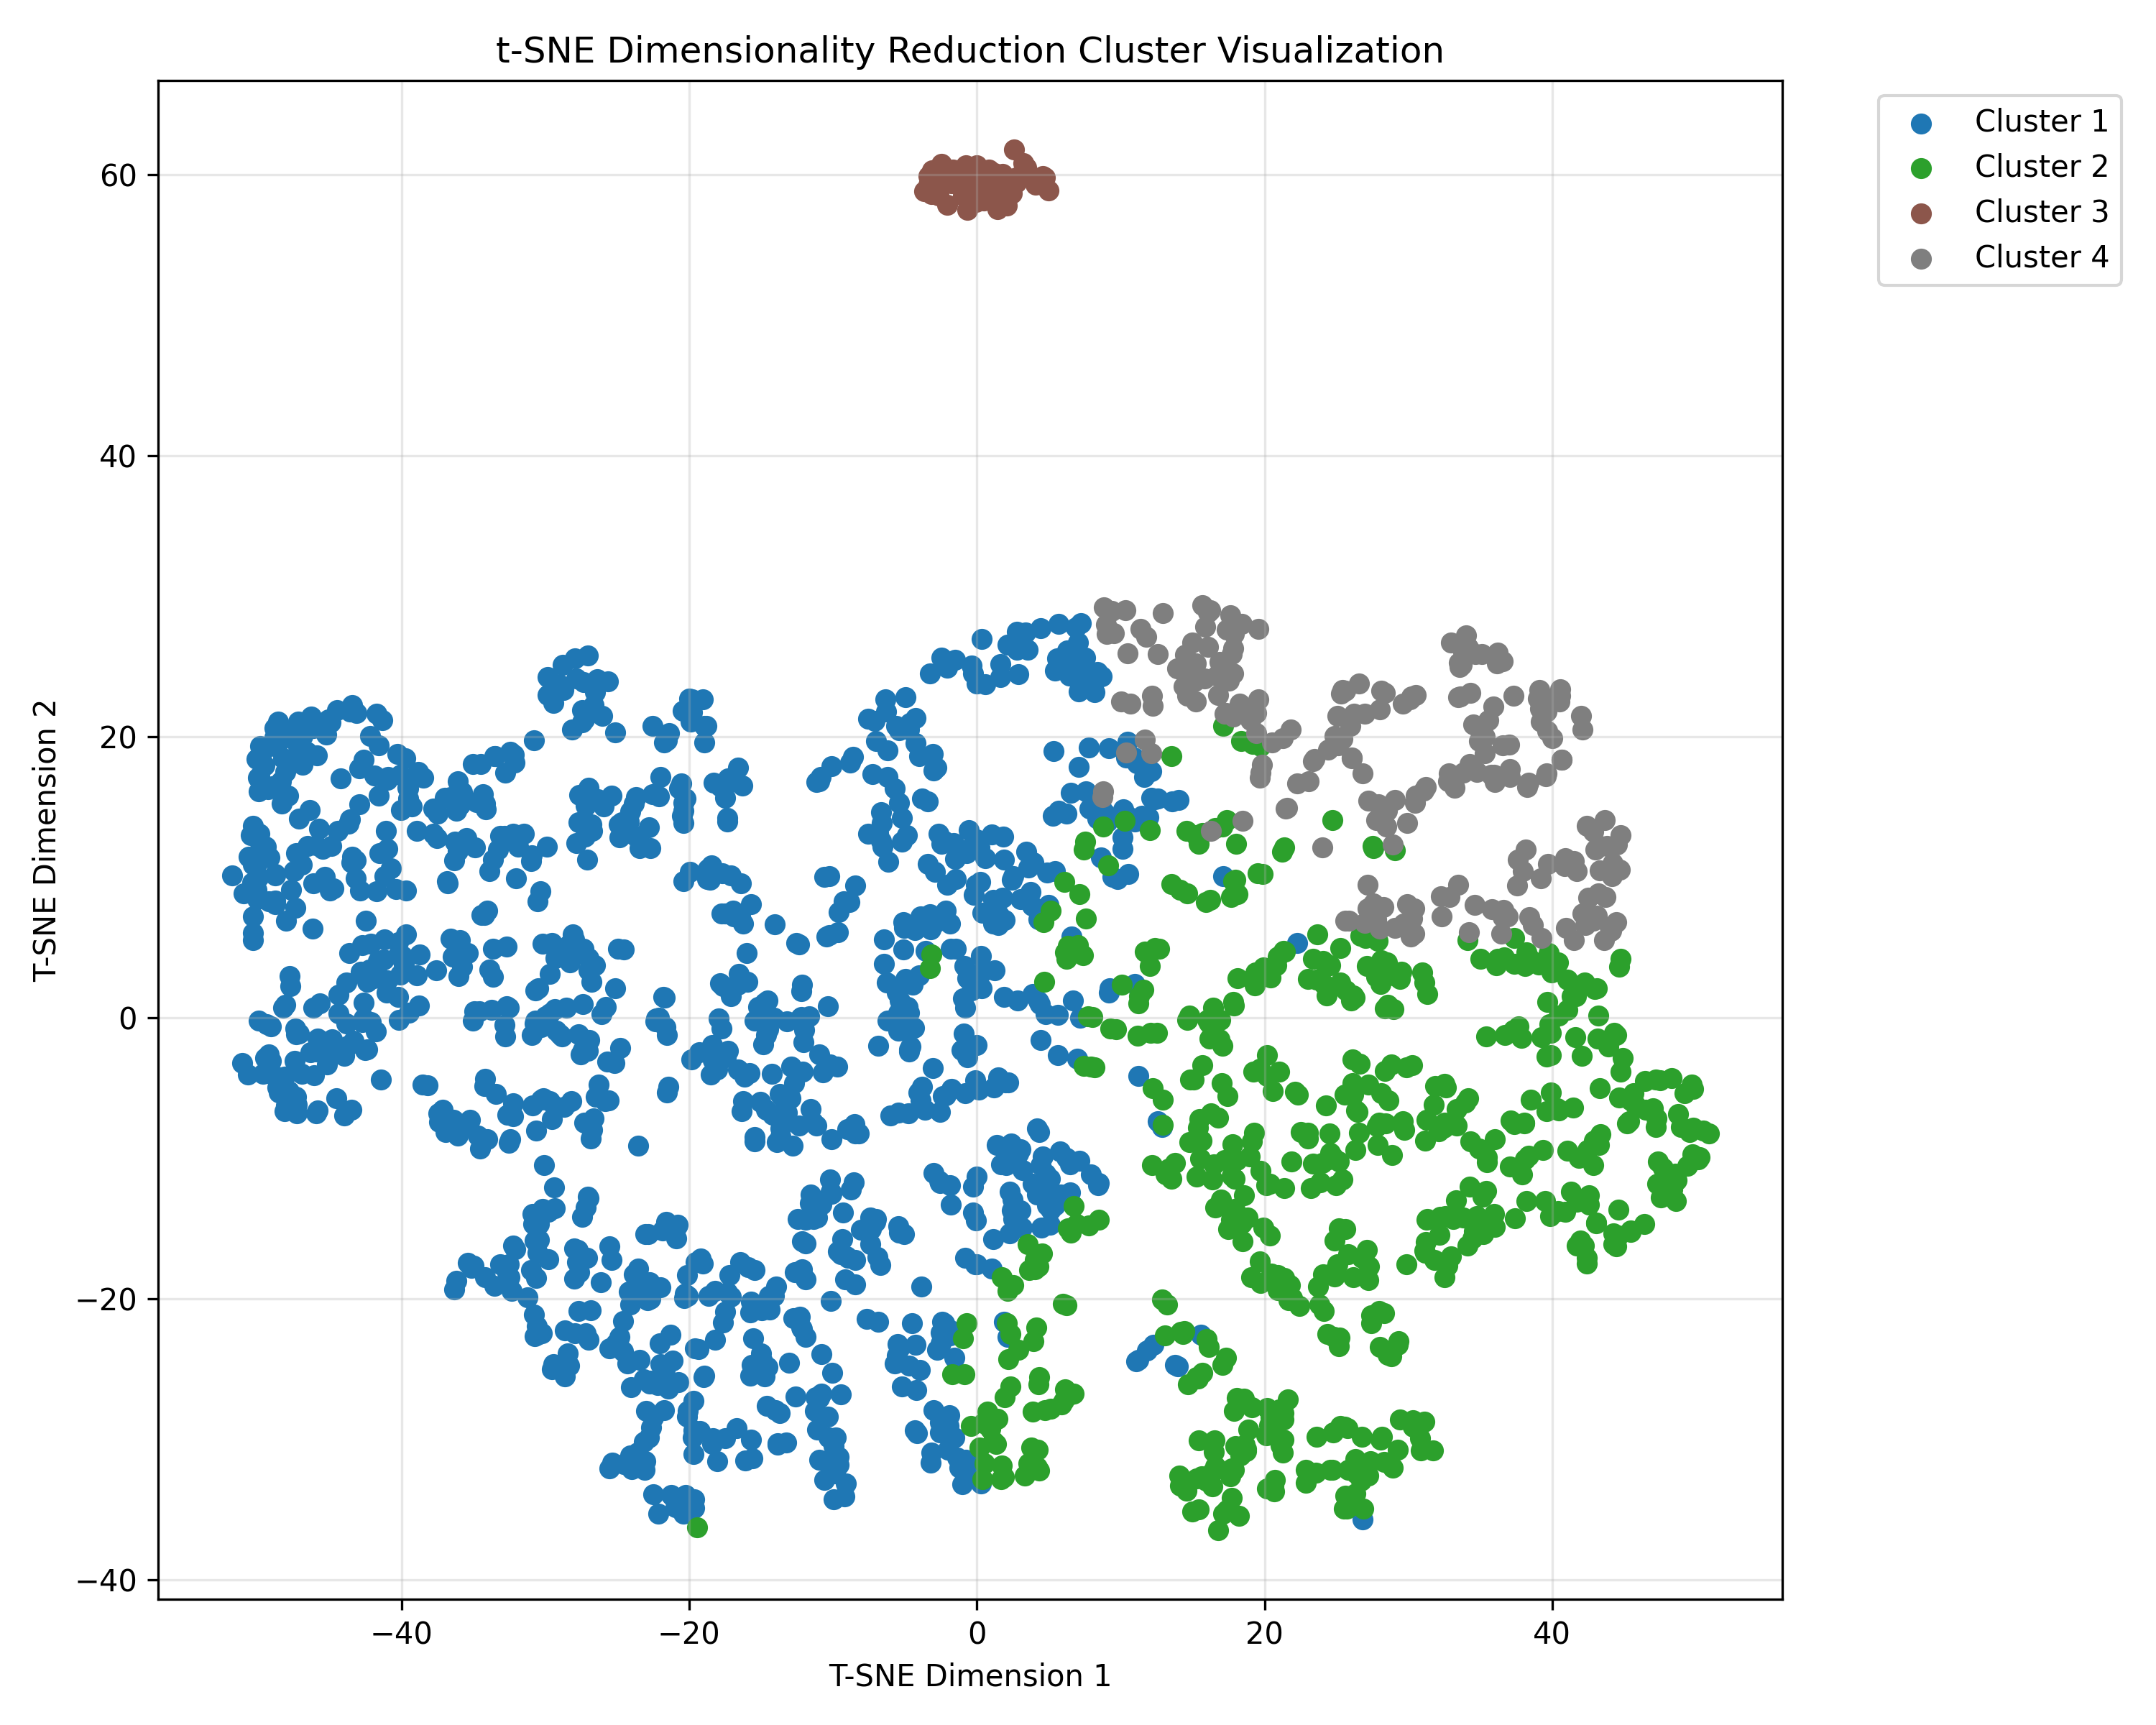 t-SNE Dimensionality Reduction Cluster Visualization
Cluster 1
Cluster 2
Cluster 3
Cluster 4
T-SNE Dimension 2
60
40
20
0
−20
−40
−40
−20
0
20
40
T-SNE Dimension 1